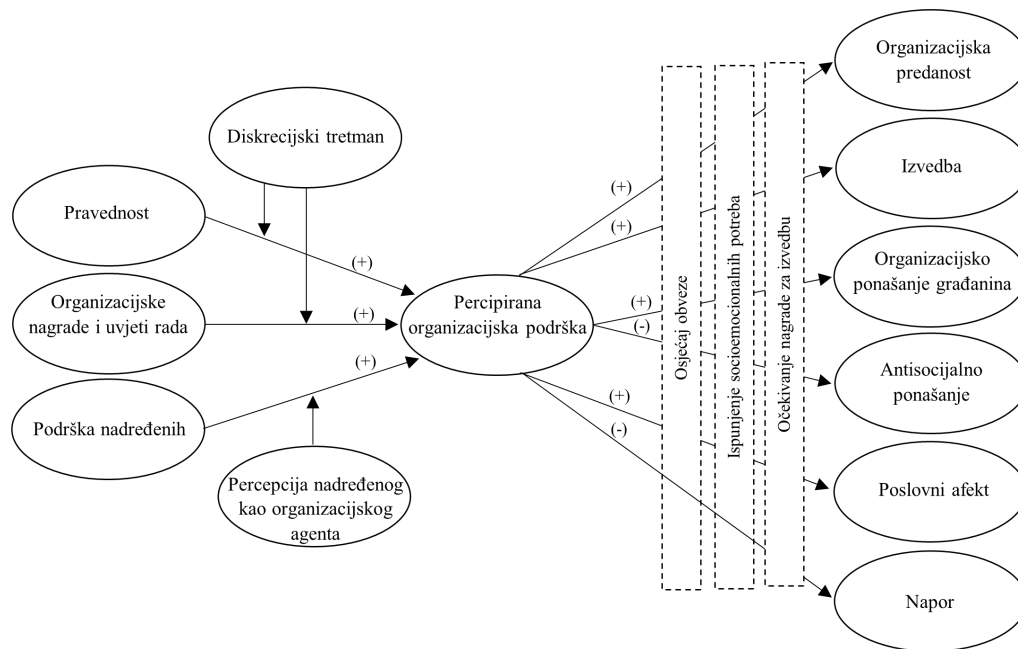 Diskrecijski tretman
Pravednost
(+)
Organizacijske
nagrade i uvjeti rada
(+)
Podrška nadređenih
(+)
Percepcija nadređenog
kao organizacijskog
agenta
Percipirana
organizacijska podrška
(+)
(+)
(+)
(-)
(+)
(-)
Osjećaj obveze
Ispunjenje socioemocionalnih potreba
Očekivanje nagrade za izvedbu
Organizacijska
predanost
Izvedba
Organizacijsko
ponašanje građanina
Antisocijalno
ponašanje
Poslovni afekt
Napor